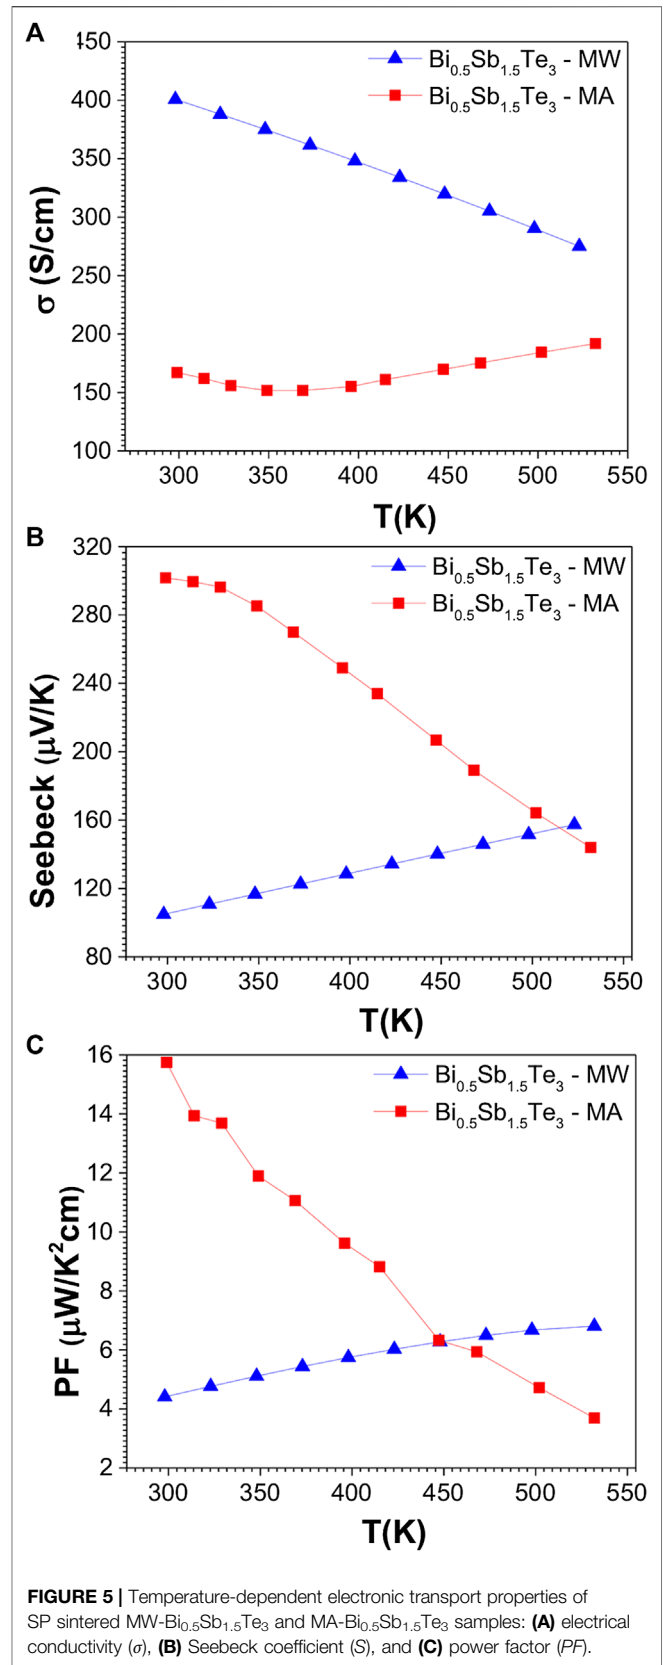 A
450
400
350
300
250
200
150
100
σ (S/cm)
Bi0.5Sb1.5Te3 - MW
Bi0.5Sb1.5Te3 - MA
300 350 400 450 500 550
T(K)
B
320
280
240
200
160
120
80
Seebeck (μV/K)
Bi0.5Sb1.5Te3 - MW
Bi0.5Sb1.5Te3 - MA
300 350 400 450 500 550
T(K)
C
16
14
12
10
8
6
4
2
PF (μW/K²cm)
Bi0.5Sb1.5Te3 - MW
Bi0.5Sb1.5Te3 - MA
300 350 400 450 500 550
T(K)
FIGURE 5 | Temperature-dependent electronic transport properties of
SP sintered MW-Bi0.5Sb1.5Te3 and MA-Bi0.5Sb1.5Te3 samples: (A) electrical
conductivity (σ), (B) Seebeck coefficient (S), and (C) power factor (PF).